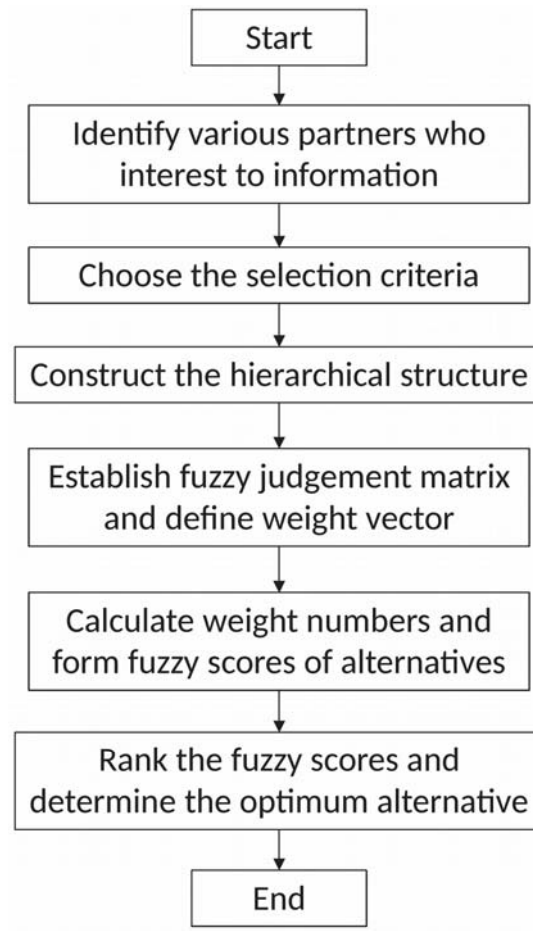 Start
Identify various partners who
interest to information
Choose the selection criteria
Construct the hierarchical structure
Establish fuzzy judgement matrix
and define weight vector
Calculate weight numbers and
form fuzzy scores of alternatives
Rank the fuzzy scores and
determine the optimum alternative
End